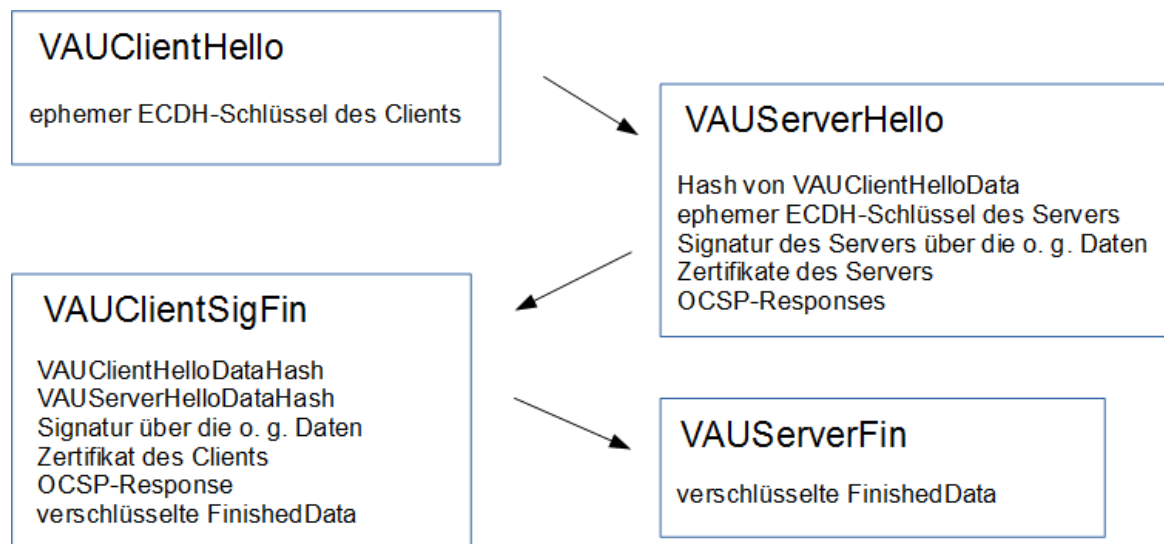 VAUClientHello
ephemer ECDH-Schlüssel des Clients
VAUServerHello
Hash von VAUClientHelloData
ephemer ECDH-Schlüssel des Servers
Signatur des Servers über die o. g. Daten
Zertifikate des Servers
OCSP-Responses
VAUClientSigFin
VAUClientHelloDataHash
VAUServerHelloDataHash
Signatur über die o. g. Daten
Zertifikat des Clients
OCSP-Response
verschlüsselte FinishedData
VAUServerFin
verschlüsselte FinishedData